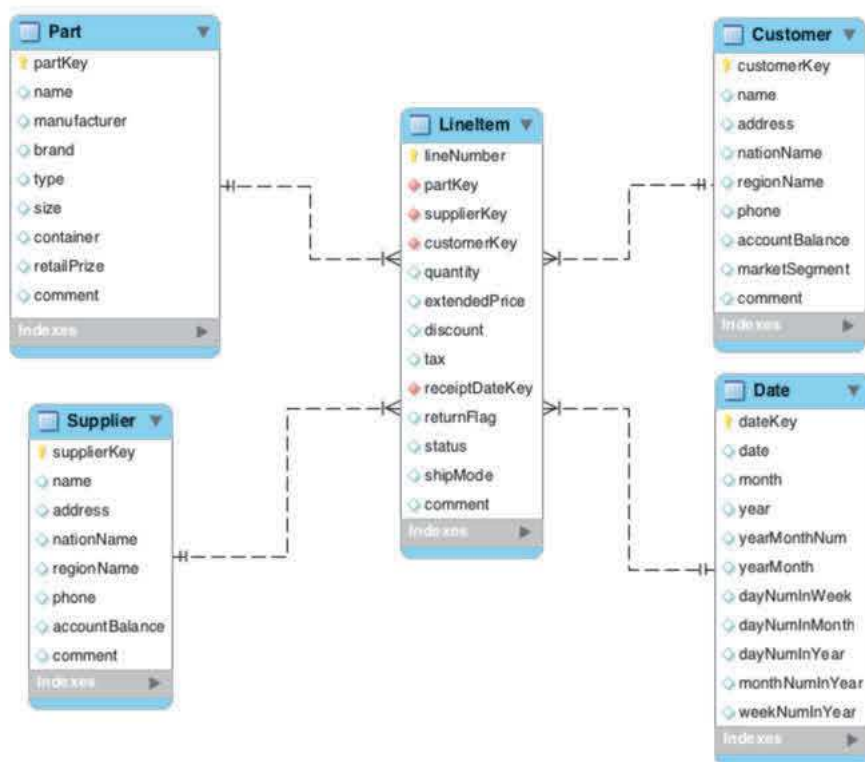 Part
partKey
name
manufacturer
brand
type
size
container
retailPrize
comment
Indexes
Supplier
supplierKey
name
address
nationName
regionName
phone
accountBalance
comment
Indexes
LineItem
lineNumber
partKey
supplierKey
customerKey
quantity
extendedPrice
discount
tax
receiptDateKey
returnFlag
status
shipMode
comment
Indexes
Customer
customerKey
name
address
nationName
regionName
phone
accountBalance
marketSegment
comment
Indexes
Date
dateKey
date
month
year
yearMonthNum
yearMonth
dayNumInWeek
dayNumInMonth
dayNumInYear
monthNumInYear
weekNumInYear
Indexes